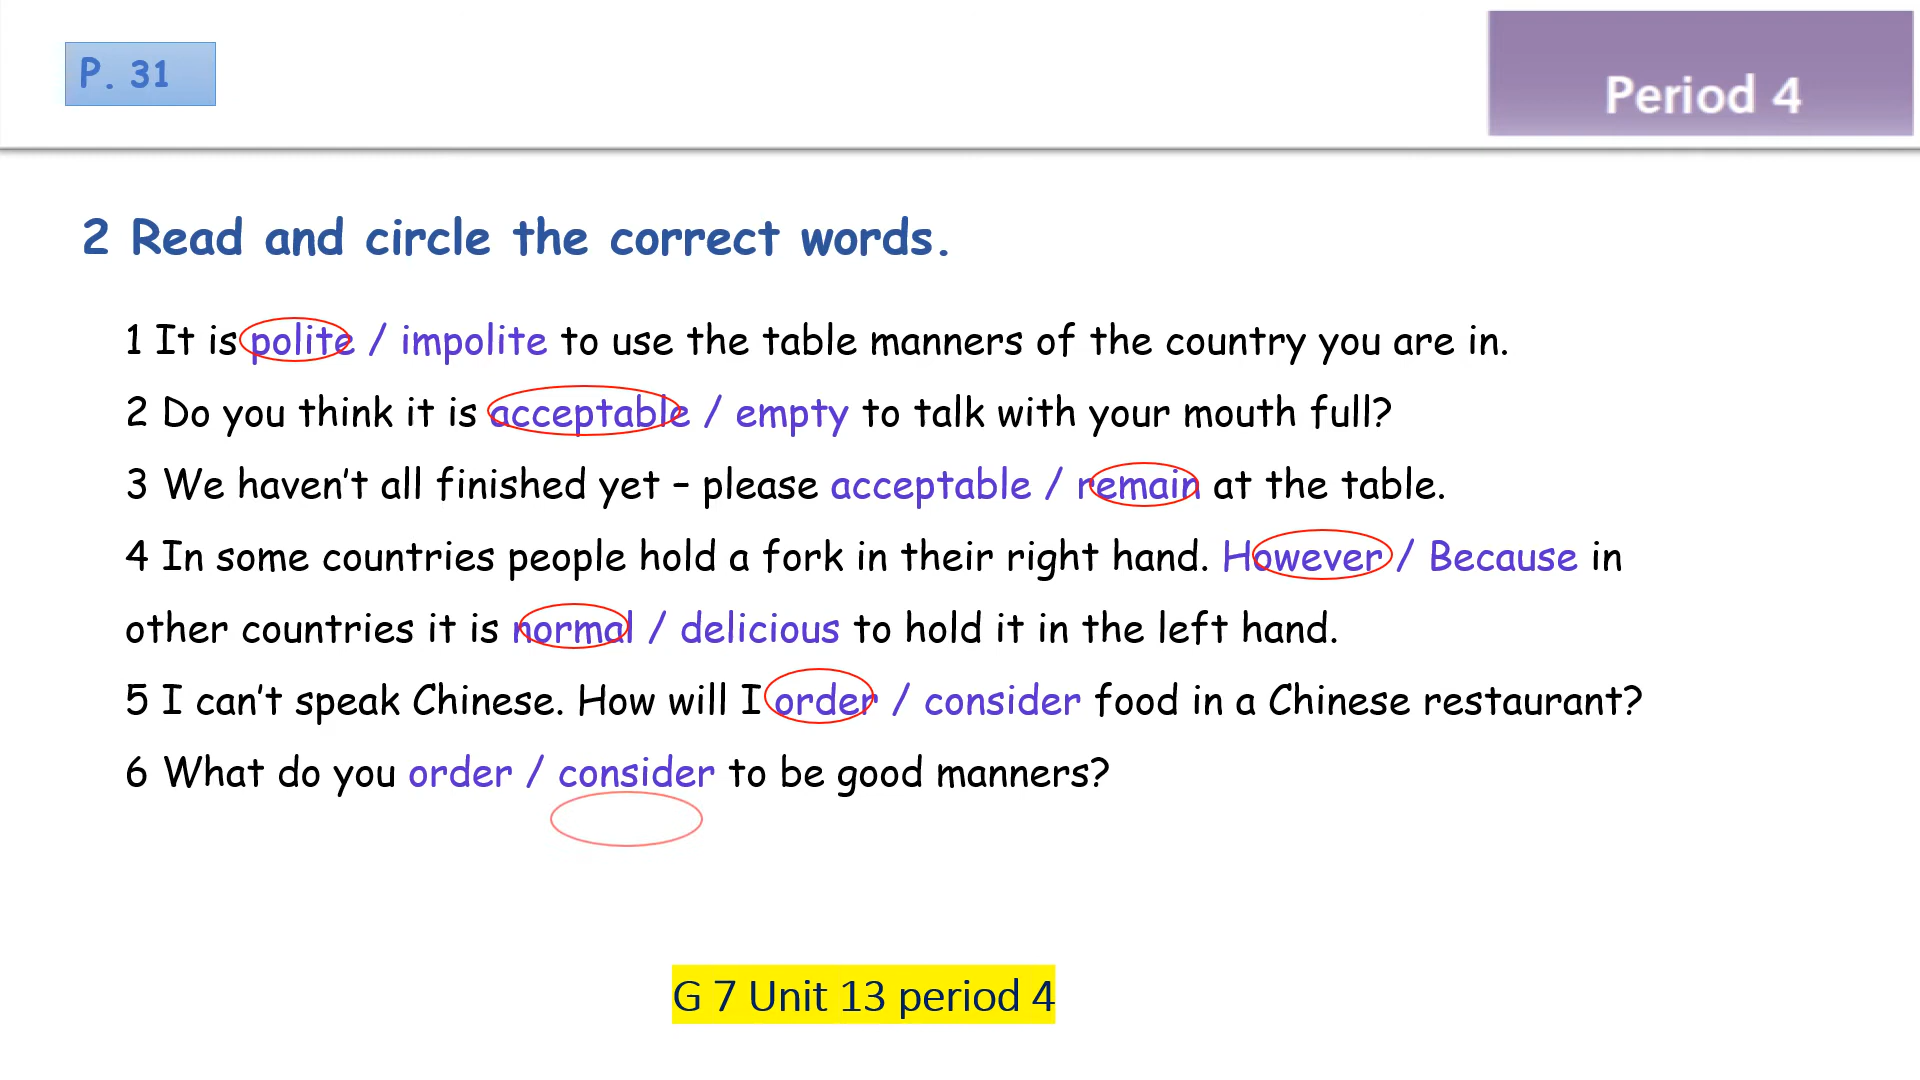 P. 31
Period 4
2 Read and circle the correct words.
1 It is polite / impolite to use the table manners of the country you are in.
2 Do you think it is acceptable / empty to talk with your mouth full?
3 We haven’t all finished yet – please acceptable / remain at the table.
4 In some countries people hold a fork in their right hand. However / Because in
other countries it is normal / delicious to hold it in the left hand.
5 I can’t speak Chinese. How will I order / consider food in a Chinese restaurant?
6 What do you order / consider to be good manners?
G 7 Unit 13 period 4